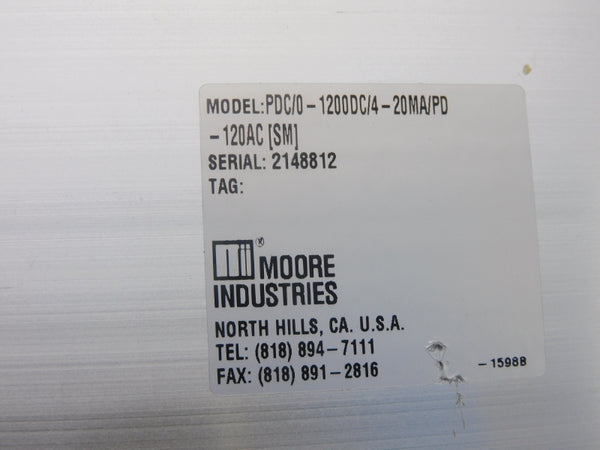 MODEL:PDC/0-1200DC/4-20MA/PD
-120AC [SM]
SERIAL: 2148812
TAG:
®
MOORE
INDUSTRIES
NORTH HILLS, CA. U.S.A.
TEL: (818) 894-7111
FAX: (818) 891-2816
-1598B